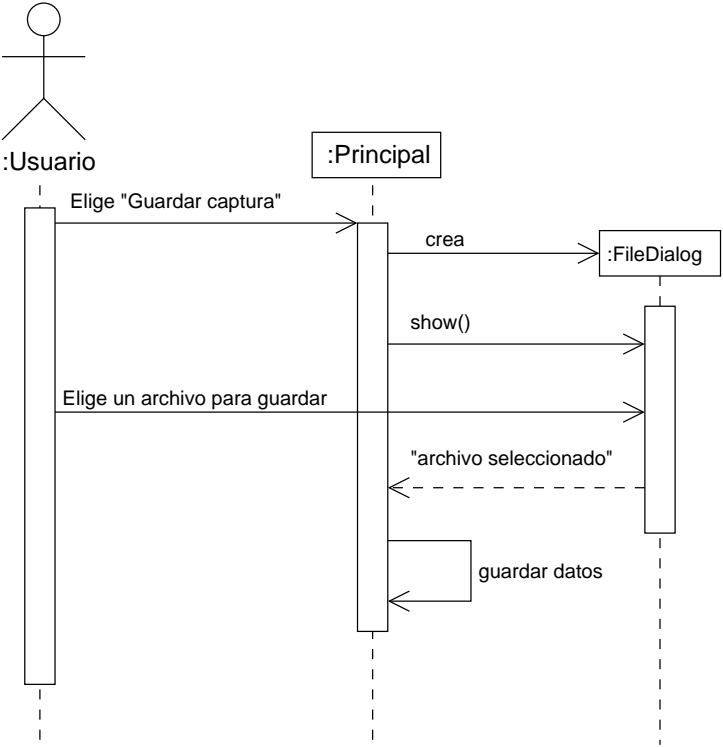 :Usuario
:Principal
Elige "Guardar captura"
crea
:FileDialog
show()
Elige un archivo para guardar
"archivo seleccionado"
guardar datos